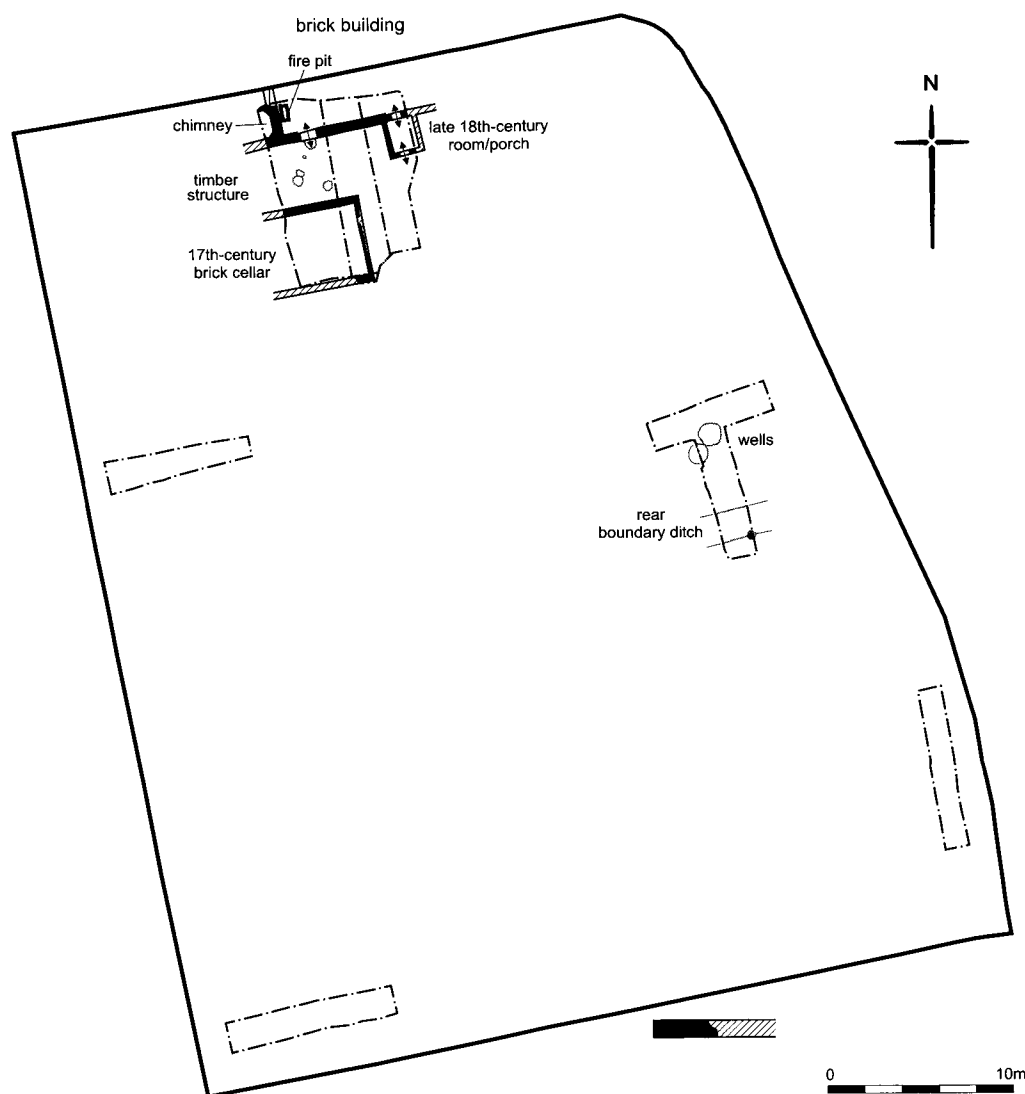 brick building
fire pit
chimney
late 18th-century
room/porch
timber
structure
17th-century
brick cellar
N
wells
rear
boundary ditch
0
10m